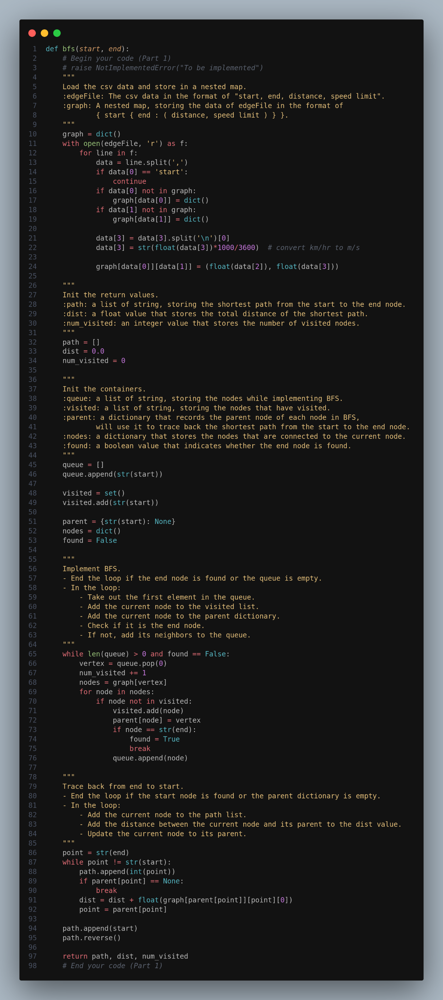 1 def bfs(start, end):
2     # Begin your code (Part 1)
3     # raise NotImplementedError("To be implemented")
4     """
5     Load the csv data and store in a nested map.
6     :edgeFile: The csv data in the format of "start, end, distance, speed limit".
7     :graph: A nested map, storing the data of edgeFile in the format of
8             { start { end : ( distance, speed limit ) } }.
9     """
10     graph = dict()
11     with open(edgeFile, 'r') as f:
12         for line in f:
13             data = line.split(',')
14             if data[0] == 'start':
15                 continue
16             if data[0] not in graph:
17                 graph[data[0]] = dict()
18             if data[1] not in graph:
19                 graph[data[1]] = dict()
20
21             data[3] = data[3].split('\n')[0]
22             data[3] = str(float(data[3])*1000/3600)  # convert km/hr to m/s
23
24             graph[data[0]][data[1]] = (float(data[2]), float(data[3]))
25
26     """
27     Init the return values.
28     :path: a list of string, storing the shortest path from the start to the end node.
29     :dist: a float value that stores the total distance of the shortest path.
30     :num_visited: an integer value that stores the number of visited nodes.
31     """
32     path = []
33     dist = 0.0
34     num_visited = 0
35
36     """
37     Init the containers.
38     :queue: a list of string, storing the nodes while implementing BFS.
39     :visited: a list of string, storing the nodes that have visited.
40     :parent: a dictionary that records the parent node of each node in BFS,
41             will use it to trace back the shortest path from the start to the end node.
42     :nodes: a dictionary that stores the nodes that are connected to the current node.
43     :found: a boolean value that indicates whether the end node is found.
44     """
45     queue = []
46     queue.append(str(start))
47
48     visited = set()
49     visited.add(str(start))
50
51     parent = {str(start): None}
52     nodes = dict()
53     found = False
54
55     """
56     Implement BFS.
57     - End the loop if the end node is found or the queue is empty.
58     - In the loop:
59         - Take out the first element in the queue.
60         - Add the current node to the visited list.
61         - Add the current node to the parent dictionary.
62         - Check if it is the end node.
63         - If not, add its neighbors to the queue.
64     """
65     while len(queue) > 0 and found == False:
66         vertex = queue.pop(0)
67         num_visited += 1
68         nodes = graph[vertex]
69         for node in nodes:
70             if node not in visited:
71                 visited.add(node)
72                 parent[node] = vertex
73                 if node == str(end):
74                     found = True
75                     break
76                 queue.append(node)
77
78     """
79     Trace back from end to start.
80     - End the loop if the start node is found or the parent dictionary is empty.
81     - In the loop:
82         - Add the current node to the path list.
83         - Add the distance between the current node and its parent to the dist value.
84         - Update the current node to its parent.
85     """
86     point = str(end)
87     while point != str(start):
88         path.append(int(point))
89         if parent[point] == None:
90             break
91         dist = dist + float(graph[parent[point]][point][0])
92         point = parent[point]
93
94     path.append(start)
95     path.reverse()
96
97     return path, dist, num_visited
98     # End your code (Part 1)